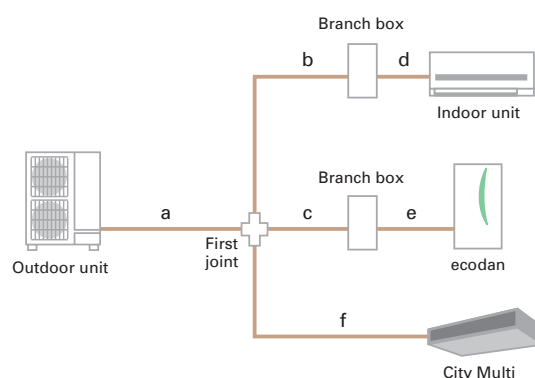 Branch box
b
d
Indoor unit
Branch box
a
c
e
First
joint
Outdoor unit
ecodan
f
City Multi